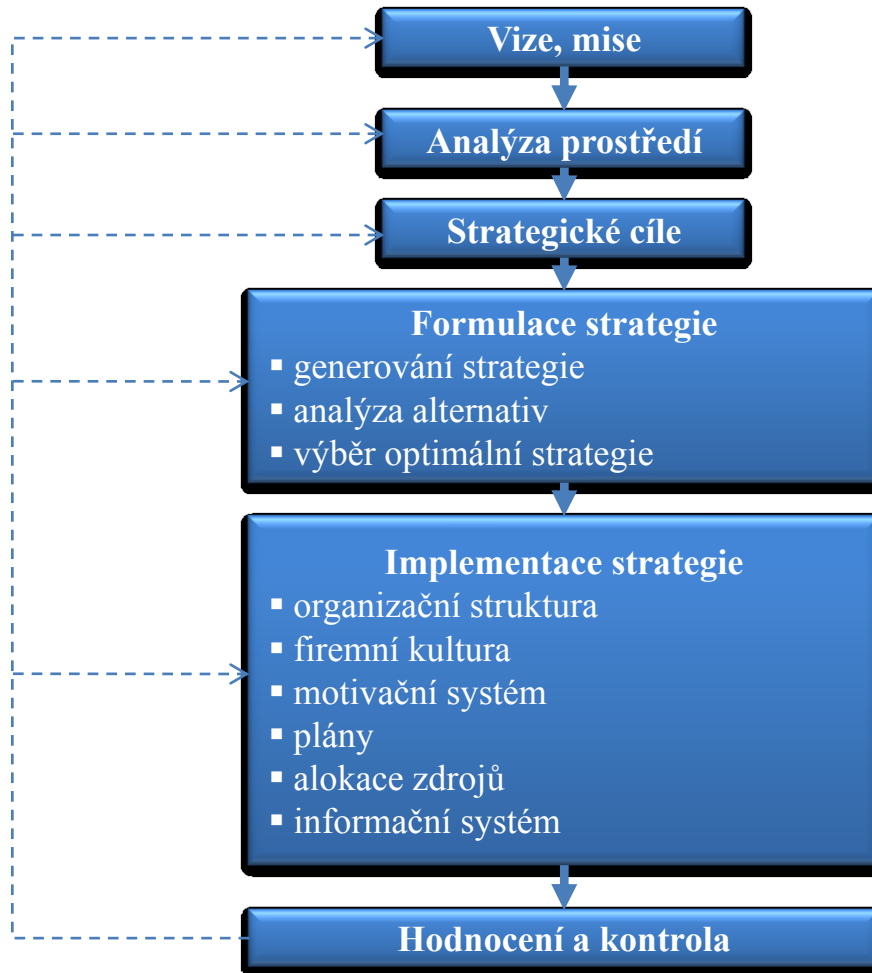 Vize, mise
Analýza prostředí
Strategické cíle
Formulace strategie
▪ generování strategie
▪ analýza alternativ
▪ výběr optimální strategie
Implementace strategie
▪ organizační struktura
▪ firemní kultura
▪ motivační systém
▪ plány
▪ alokace zdrojů
▪ informační systém
Hodnocení a kontrola